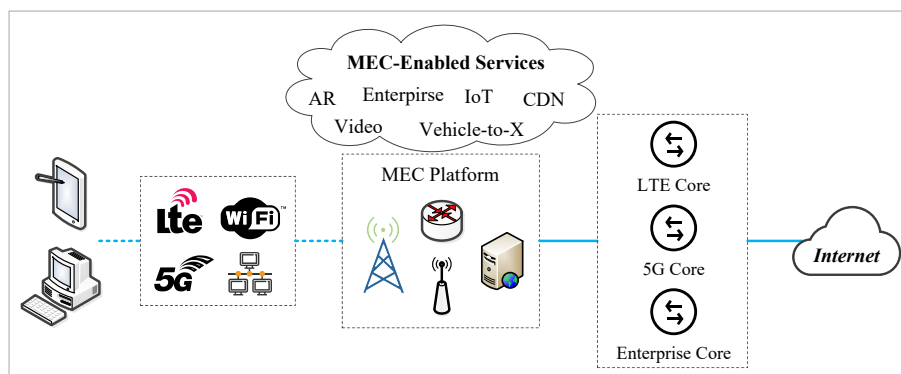 MEC-Enabled Services
AR Enterpirse IoT CDN
Video Vehicle-to-X
MEC Platform
Lte
WiFi™
5G
LTE Core
5G Core
Enterprise Core
Internet